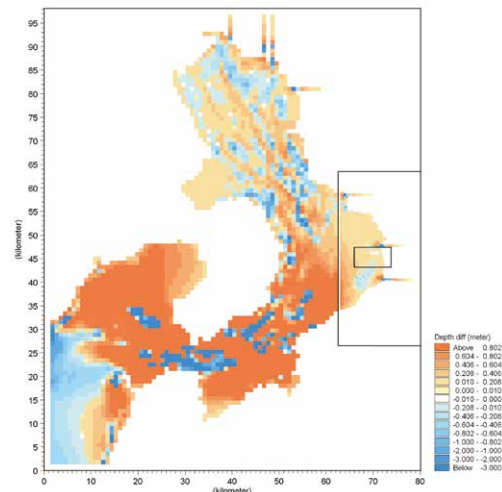 95
90
85
80
75
70
65
60
55
50
45
40
35
30
25
20
15
10
5
0
(kilometer)
0 10 20 30 40 50 60 70 80
(kilometer)
Depth diff [meter]
Above 0.802
0.604 - 0.802
0.406 - 0.604
0.208 - 0.406
0.010 - 0.208
0.000 - 0.010
-0.010 - 0.000
-0.208 - -0.010
-0.406 - -0.208
-0.604 - -0.406
-0.802 - -0.604
-1.000 - -0.802
-2.000 - -1.000
-3.000 - -2.000
Below -3.000